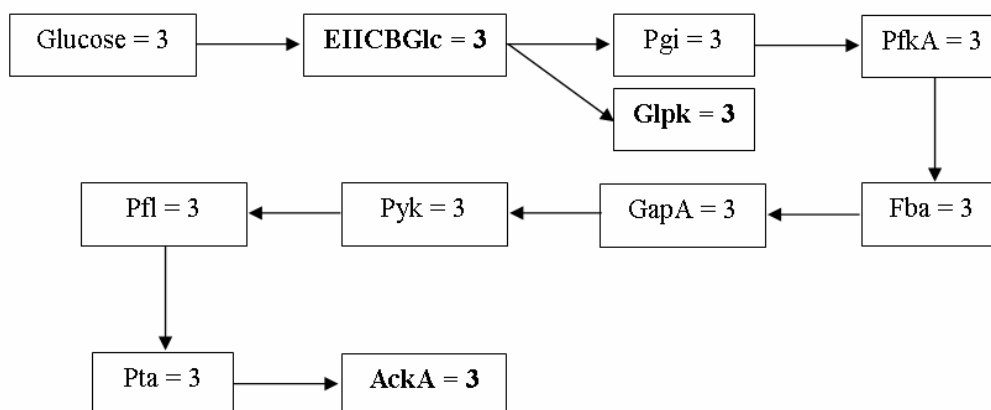 Glucose = 3
EIICBGlc = 3
Pgi = 3
PfkA = 3
Glpk = 3
Pfl = 3
Pyk = 3
GapA = 3
Fba = 3
Pta = 3
AckA = 3